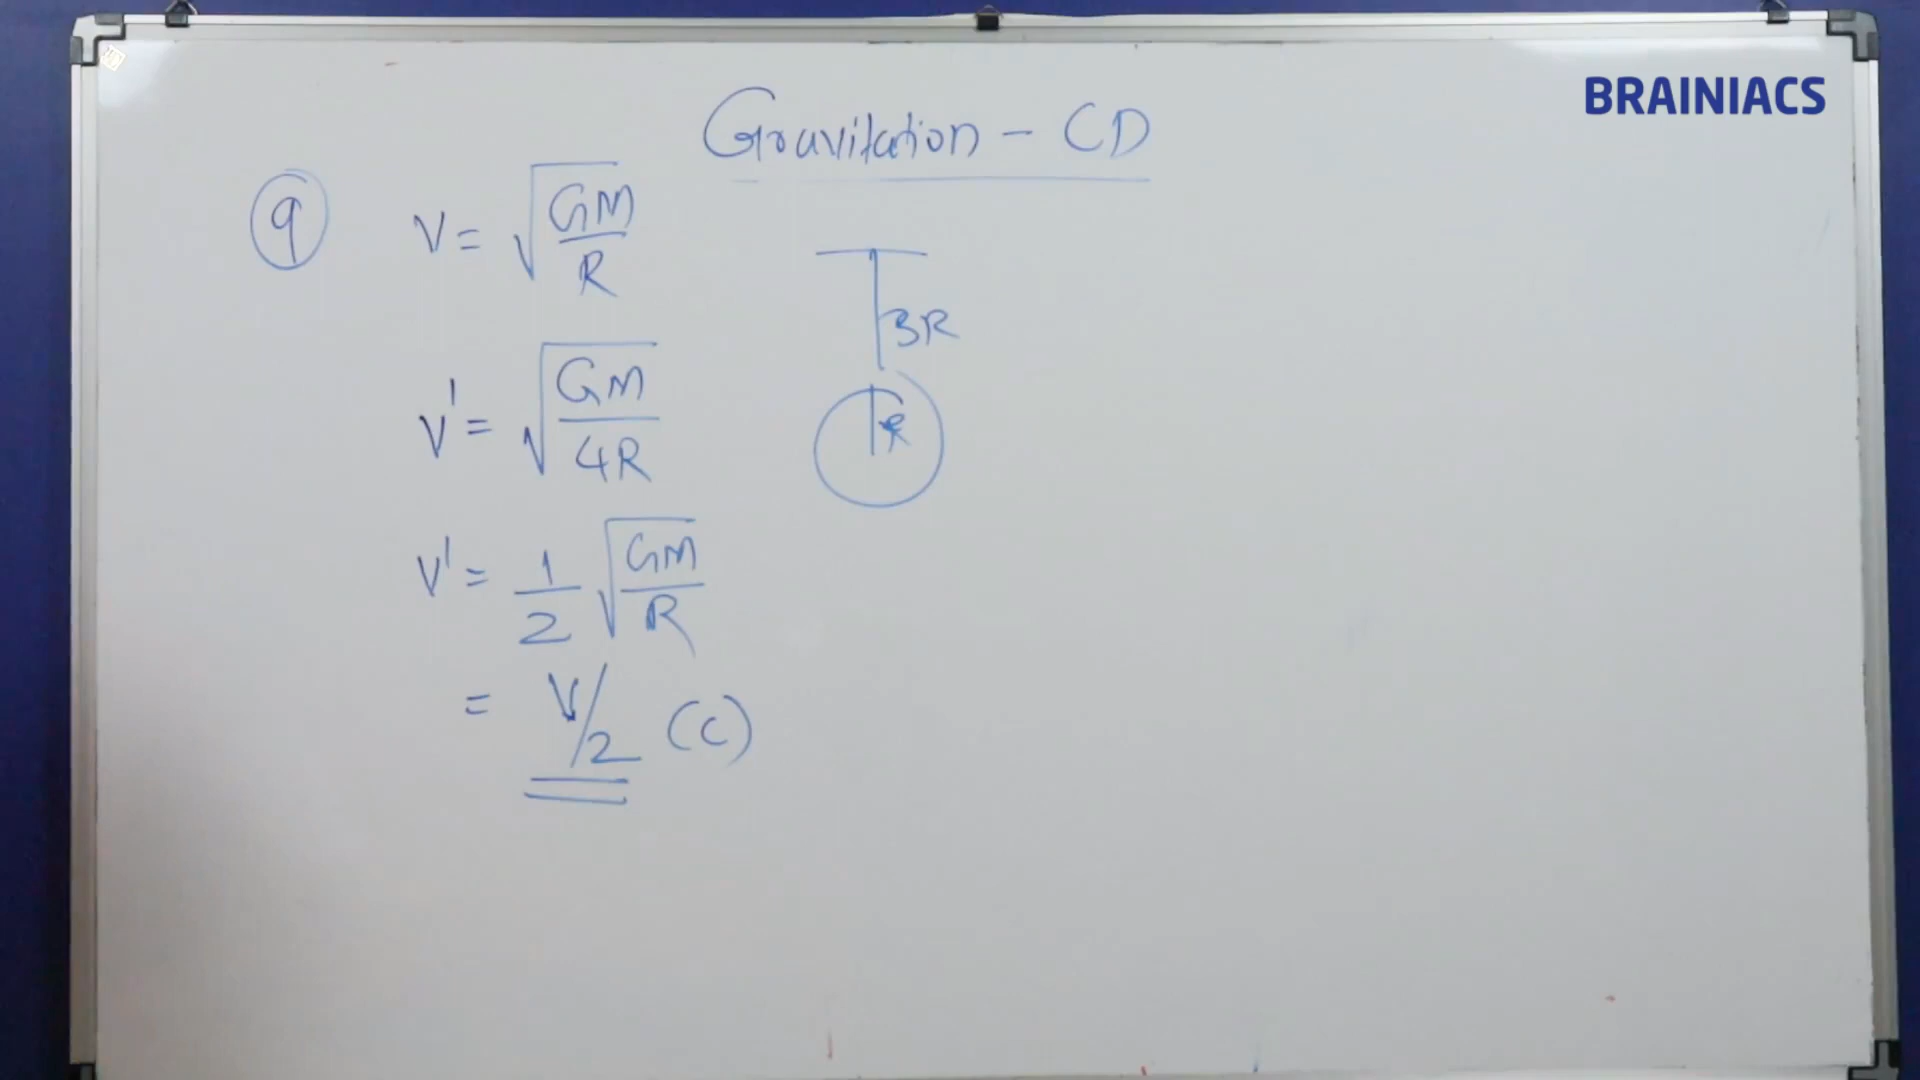 BRAINIACS
Gravitation - CD
9
V = √(GM/R)
3R
R
V' = √(GM/4R)
V' = 1/2 √(GM/R)
= V/2 (C)